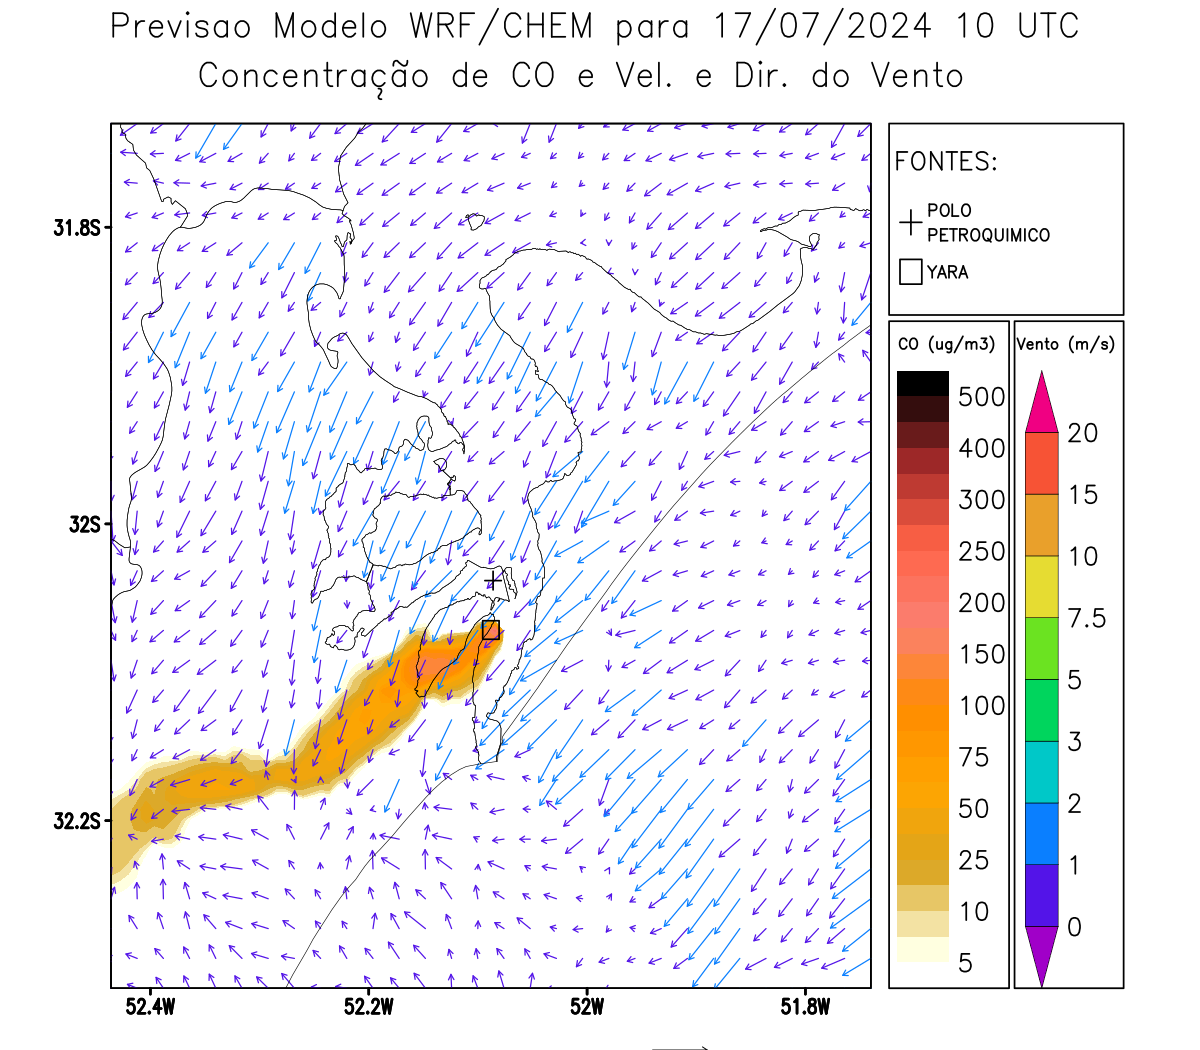 Previsao Modelo WRF/CHEM para 17/07/2024 10 UTC
Concentração de CO e Vel. e Dir. do Vento
FONTES:
POLO
PETROQUIMICO
YARA
31.8S
32S
32.2S
52.4W
52.2W
52W
51.8W
CO (ug/m3)
500
400
300
250
200
150
100
75
50
25
10
5
Vento (m/s)
20
15
10
7.5
5
3
2
1
0